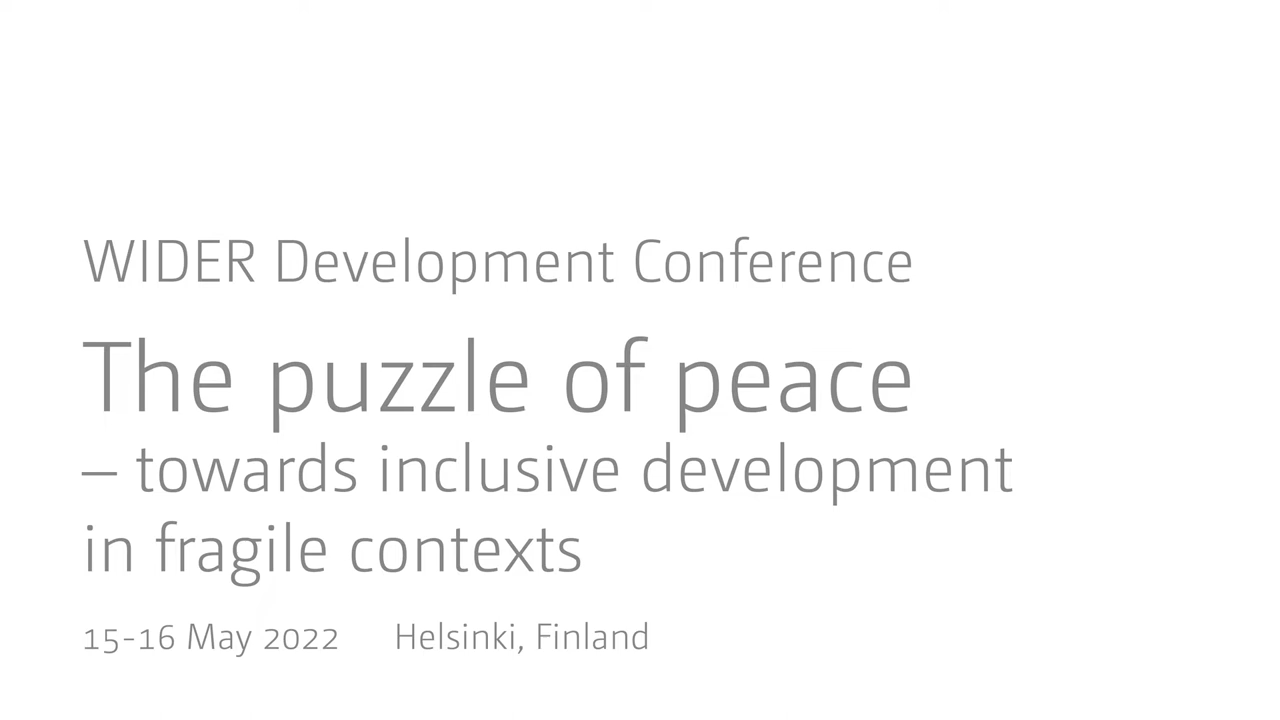 WIDER Development Conference
The puzzle of peace
– towards inclusive development
in fragile contexts
15-16 May 2022 Helsinki, Finland